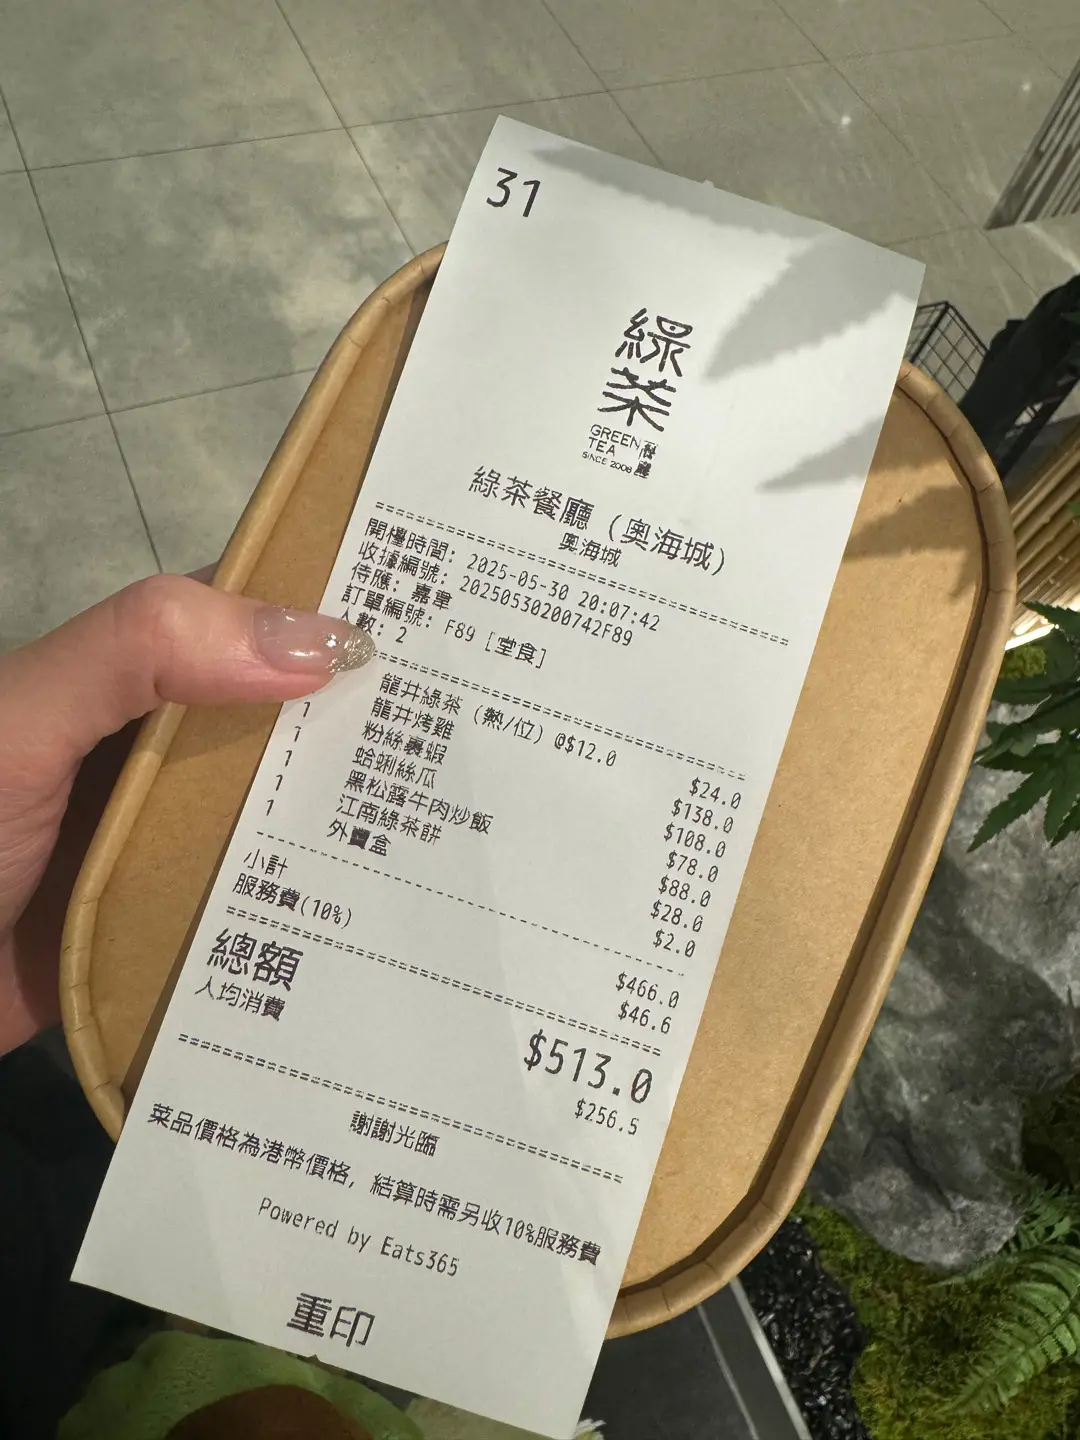 31
綠茶
GREEN TEA 餐廳
SINCE 2008
綠茶餐廳 (奧海城)
奧海城
開檯時間: 2025-05-30 20:07:42
收據編號: 20250530200742F89
侍應: 嘉韋
訂單編號: F89 [堂食]
人數: 2
龍井綠茶 (熱/位) @$12.0 $24.0
1 龍井烤雞 $138.0
1 粉絲裹蝦 $108.0
1 蛤蜊絲瓜 $78.0
1 黑松露牛肉炒飯 $88.0
1 江南綠茶餅 $28.0
外賣盒 $2.0
小計 $466.0
服務費(10%) $46.6
總額 $513.0
人均消費 $256.5
謝謝光臨
菜品價格為港幣價格, 結算時需另收10%服務費
Powered by Eats365
重印